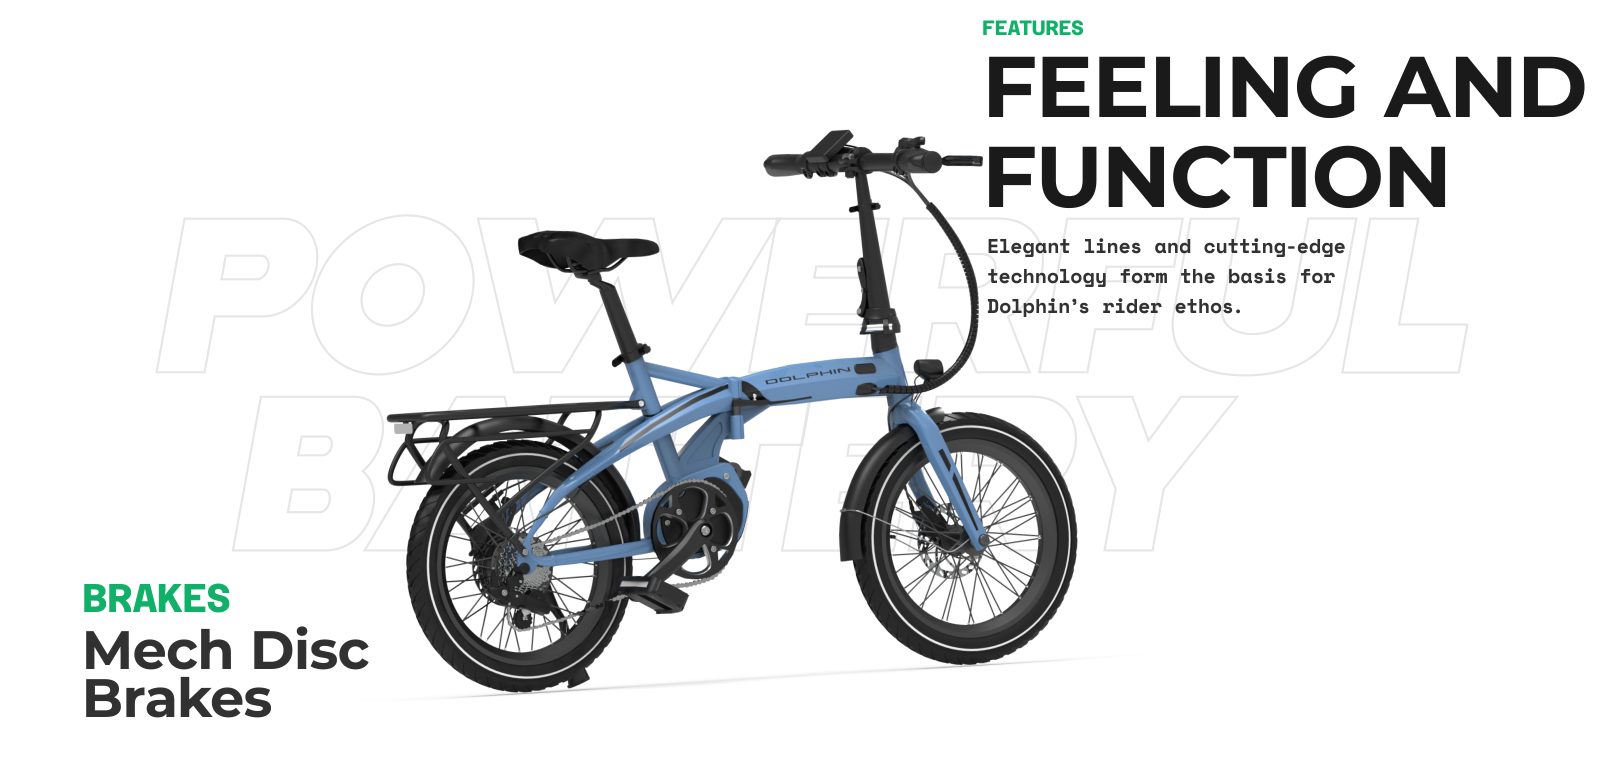 FEATURES
FEELING AND
FUNCTION
Elegant lines and cutting-edge
technology form the basis for
Dolphin’s rider ethos.
POWERFUL
BATTERY
DOLPHIN
BRAKES
Mech Disc
Brakes